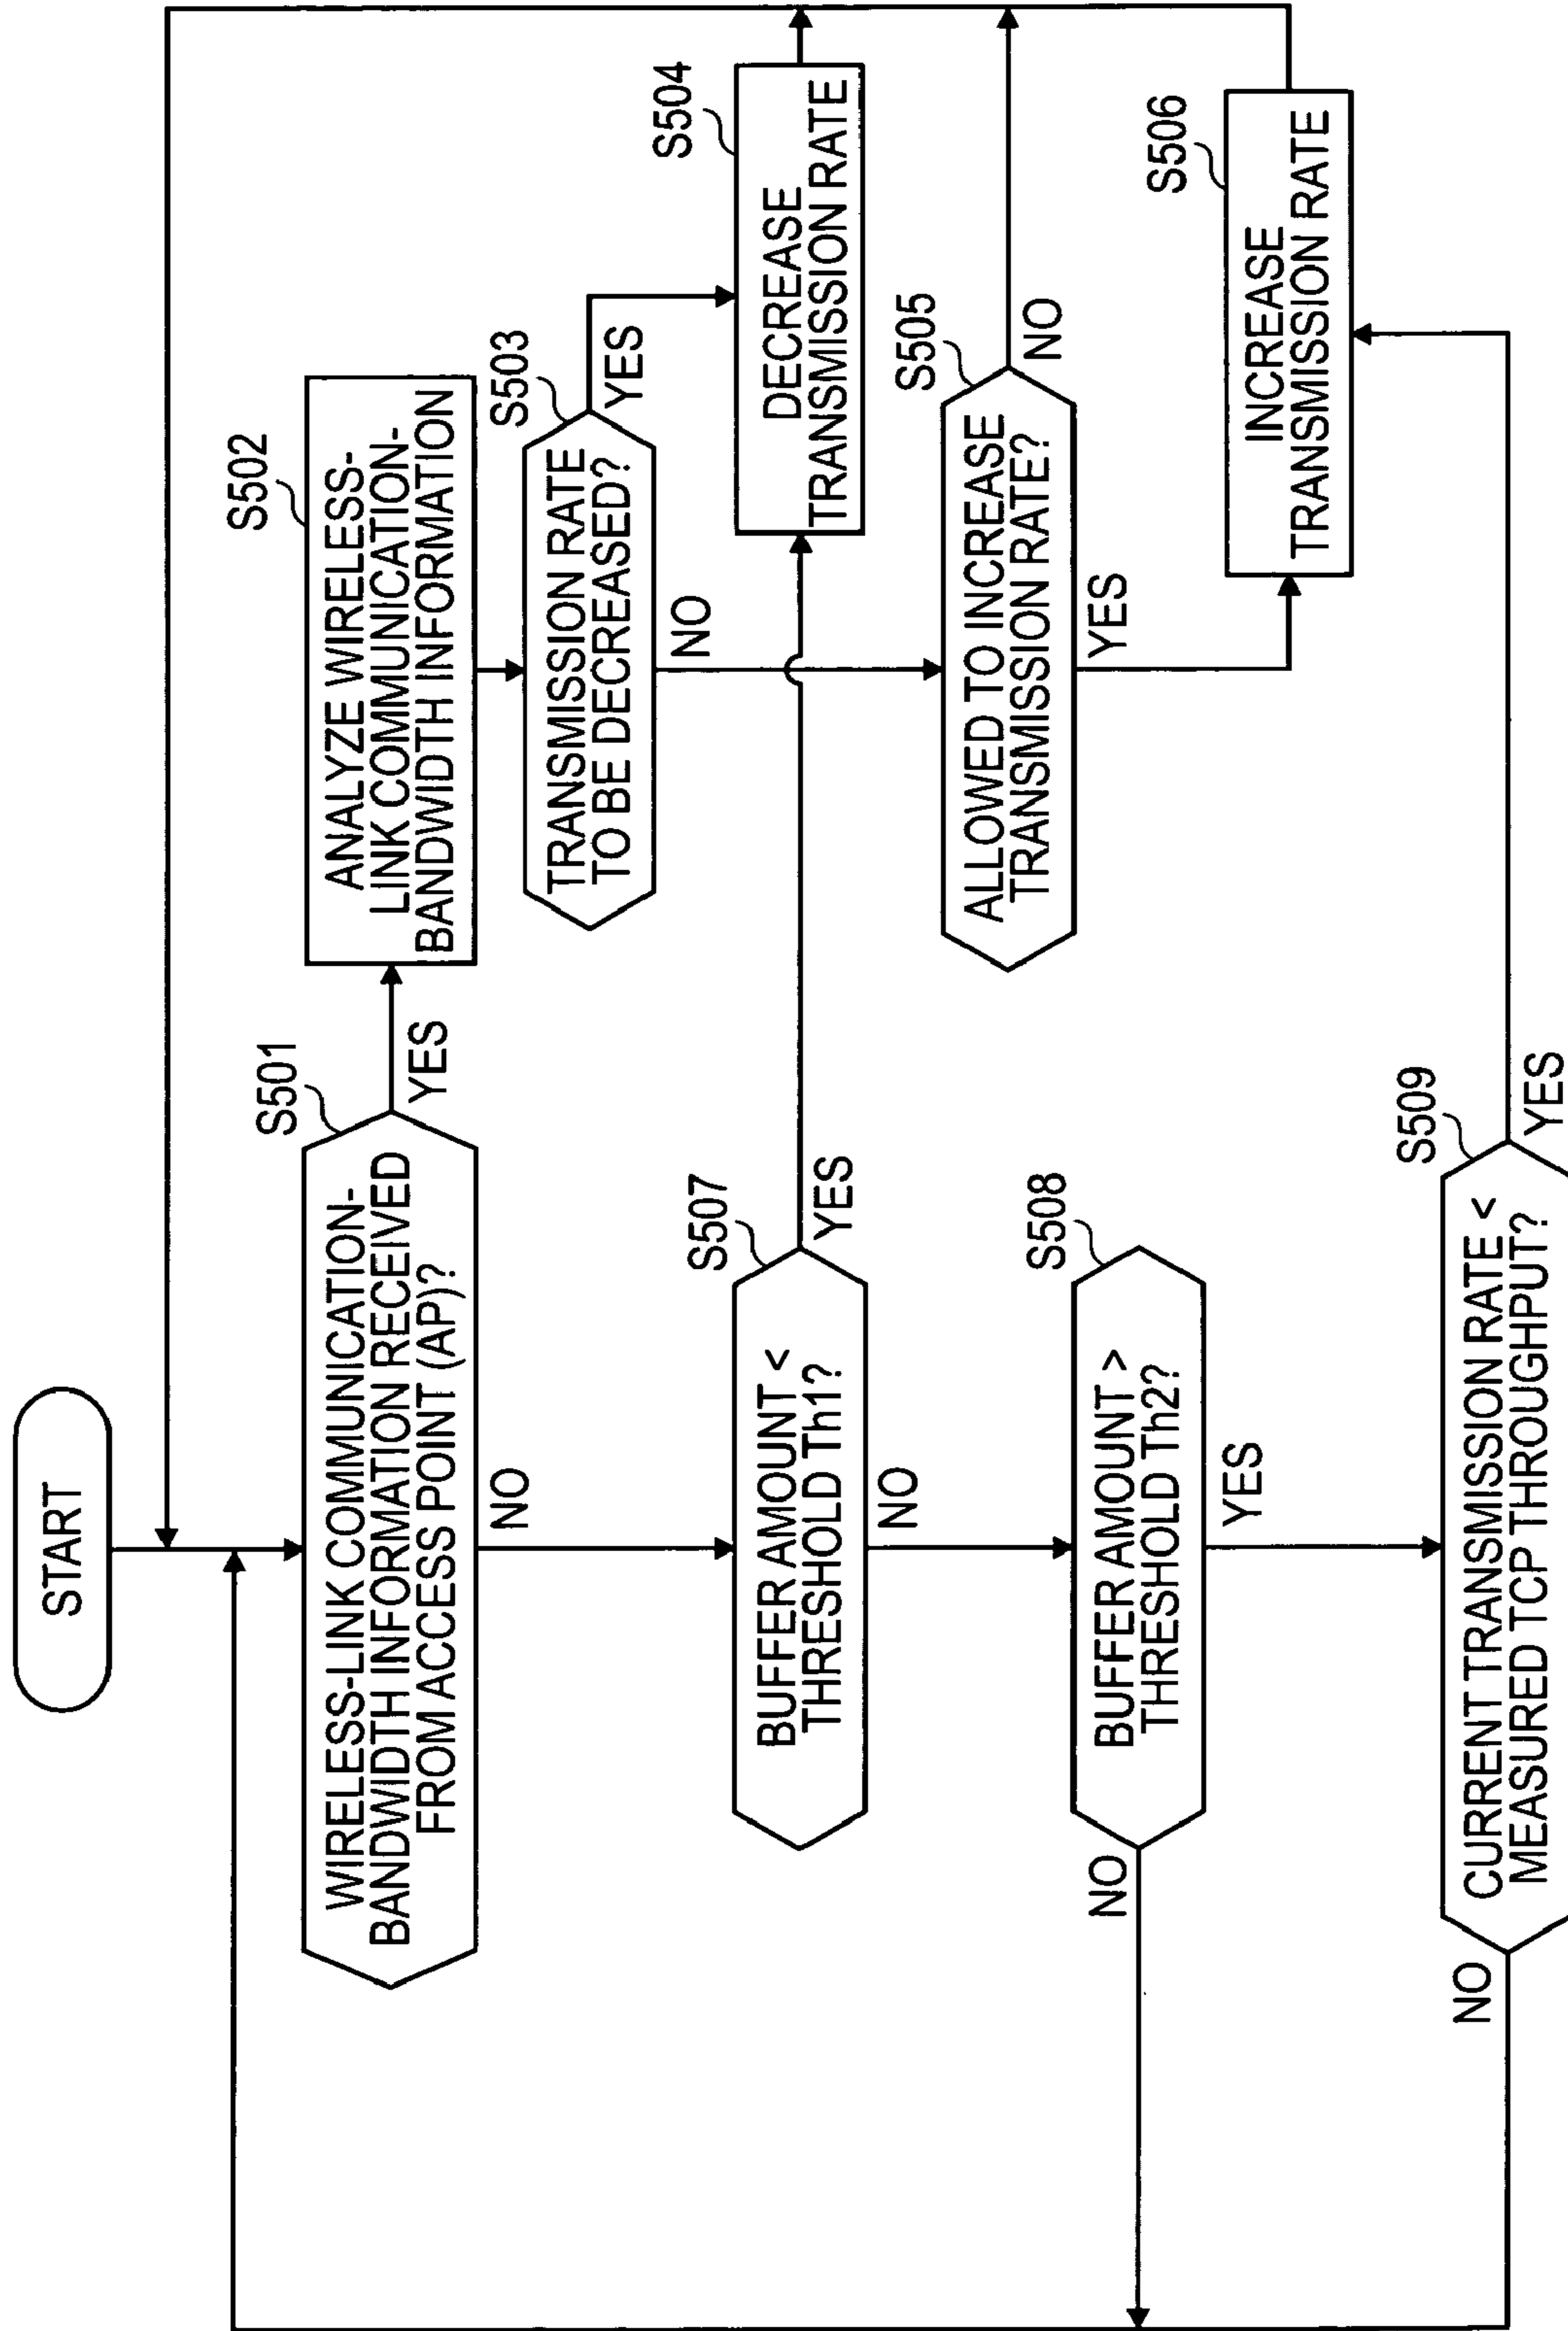 START
S501
WIRELESS-LINK COMMUNICATION-
BANDWIDTH INFORMATION RECEIVED
FROM ACCESS POINT (AP)?
YES
NO
S502
ANALYZE WIRELESS-
LINK COMMUNICATION-
BANDWIDTH INFORMATION
S503
TRANSMISSION RATE
TO BE DECREASED?
YES
NO
S504
DECREASE
TRANSMISSION RATE
S505
ALLOWED TO INCREASE
TRANSMISSION RATE?
NO
YES
S506
INCREASE
TRANSMISSION RATE
S507
BUFFER AMOUNT <
THRESHOLD Th1?
YES
NO
S508
BUFFER AMOUNT >
THRESHOLD Th2?
NO
YES
S509
CURRENT TRANSMISSION RATE <
MEASURED TCP THROUGHPUT?
NO
YES